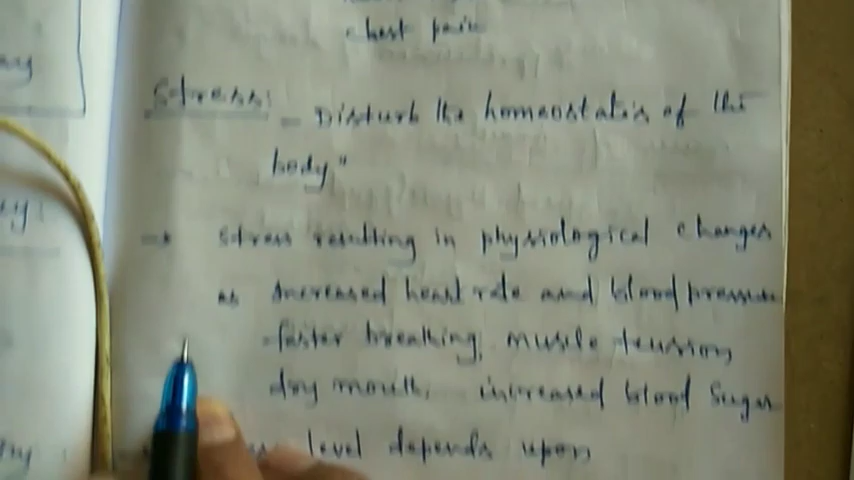 chest pain
Stress: - Disturb the homeostatis of the
body"
→ Stress resulting in physiological changes
as increased heart rate and blood pressure
faster breathing, muscle tension,
dry mouth, increased blood sugar
level depends upon